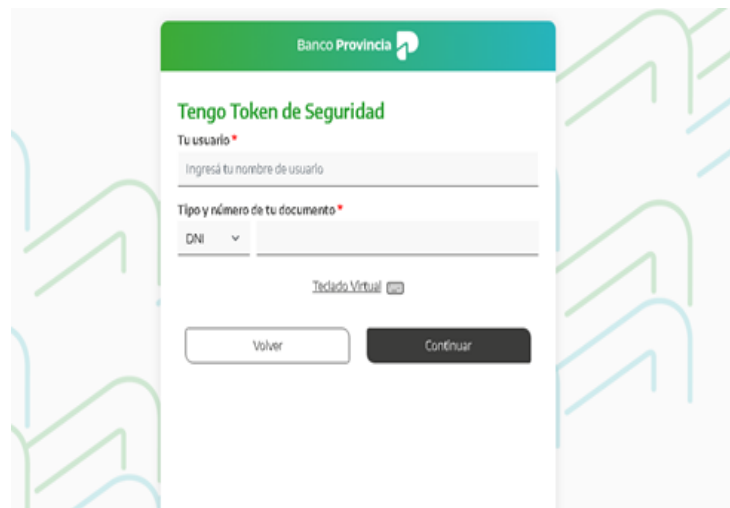 Banco Provincia
Tengo Token de Seguridad
Tu usuario *
Ingresá tu nombre de usuario
Tipo y número de tu documento *
DNI
Teclado Virtual
Volver Continuar